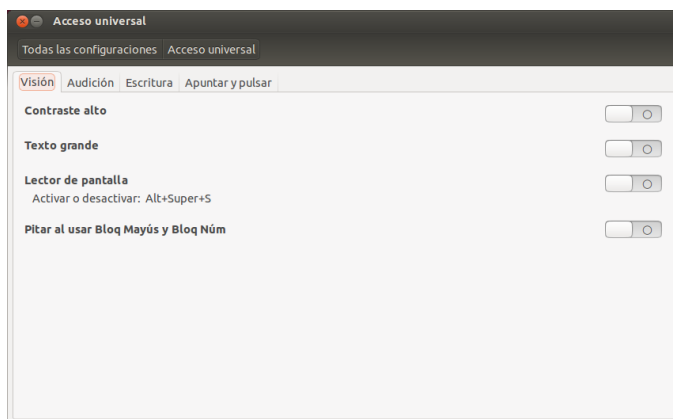 Acceso universal
Todas las configuraciones Acceso universal
Visión Audición Escritura Apuntar y pulsar
Contraste alto
Texto grande
Lector de pantalla
Activar o desactivar: Alt+Super+S
Pitar al usar Bloq Mayús y Bloq Núm